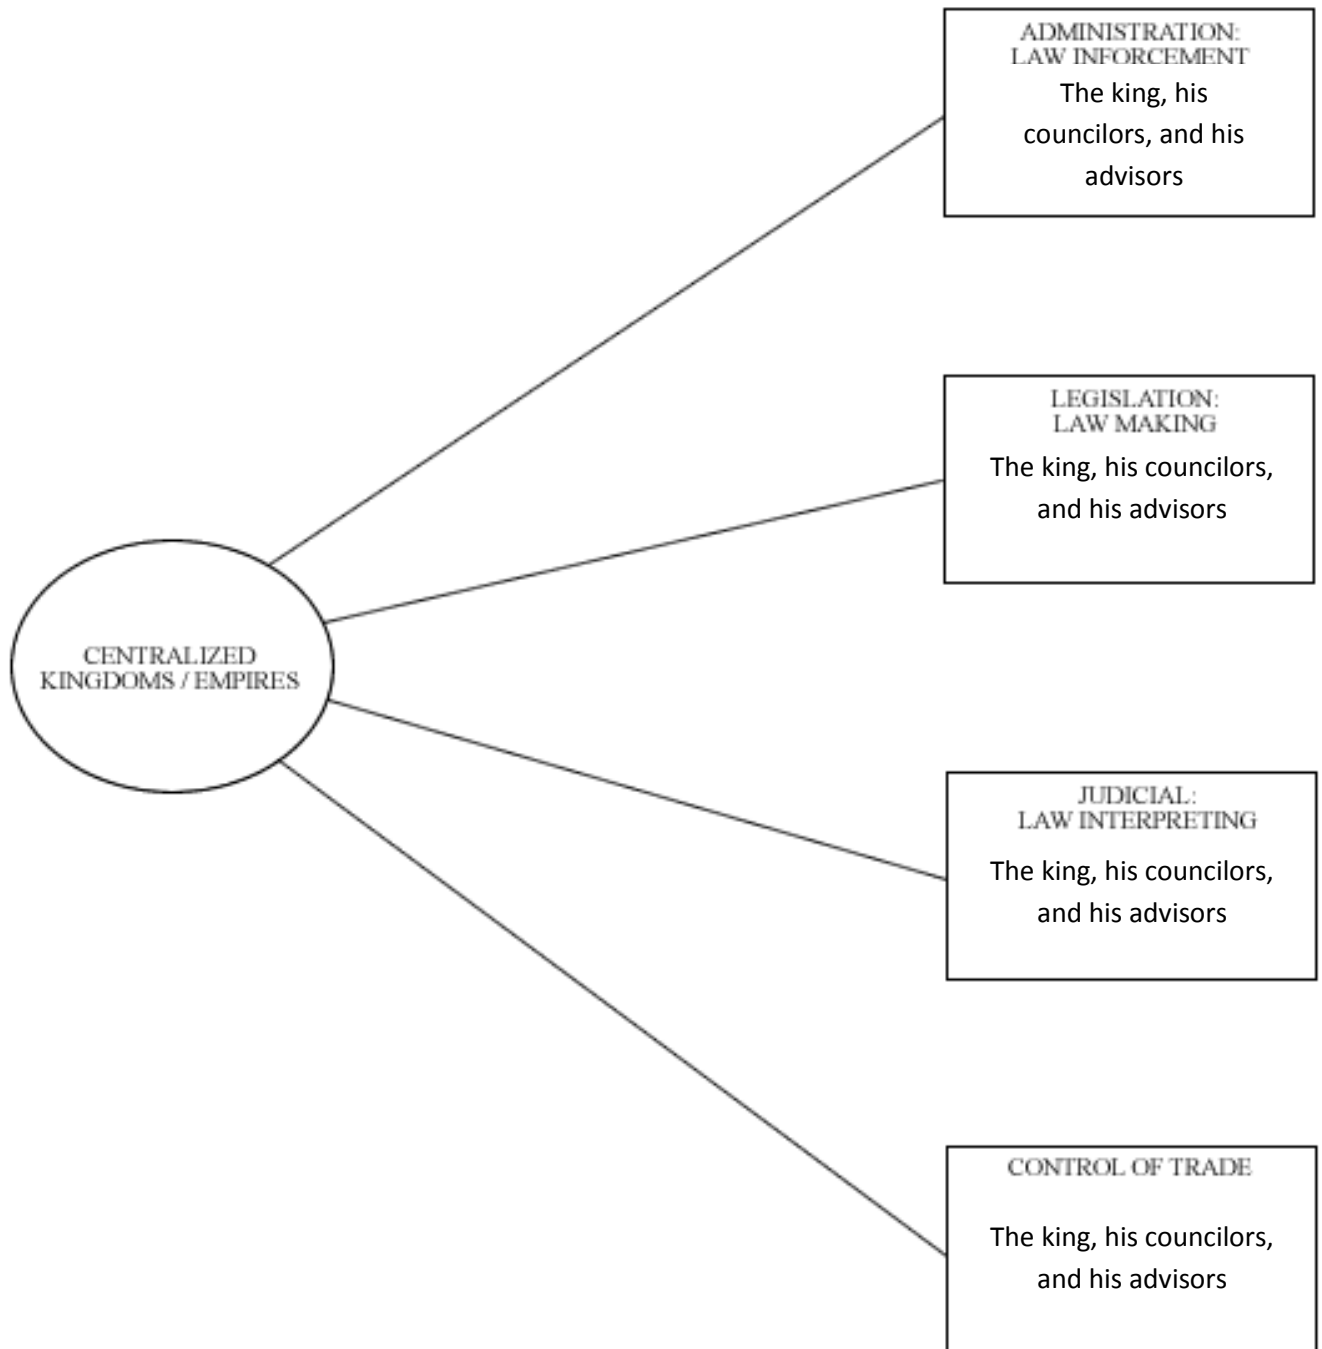 ADMINISTRATION:
LAW INFORCEMENT
The king, his
councilors, and his
advisors
LEGISLATION:
LAW MAKING
The king, his councilors,
and his advisors
CENTRALIZED
KINGDOMS / EMPIRES
JUDICIAL:
LAW INTERPRETING
The king, his councilors,
and his advisors
CONTROL OF TRADE
The king, his councilors,
and his advisors